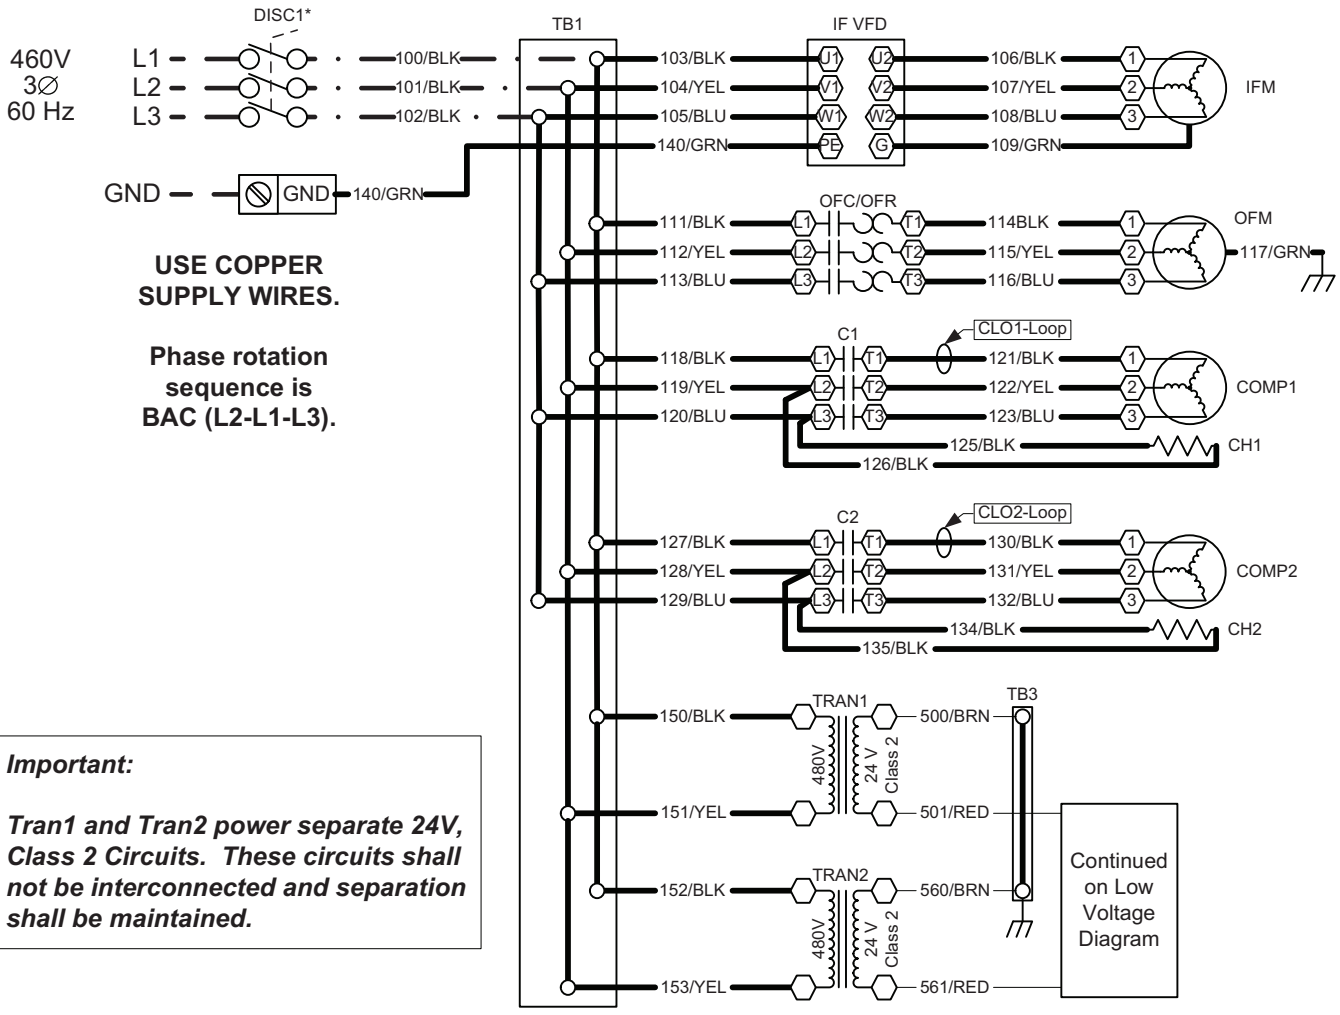 DISC1*
TB1
IF VFD
460V
3∅
60 Hz
L1
L2
L3
100/BLK
101/BLK
102/BLK
103/BLK
104/YEL
105/BLU
140/GRN
U1
V1
W1
PE
U2
V2
W2
G
106/BLK
107/YEL
108/BLU
109/GRN
1
2
3
IFM
GND
GND
140/GRN
USE COPPER
SUPPLY WIRES.
Phase rotation
sequence is
BAC (L2-L1-L3).
OFC/OFR
111/BLK
112/YEL
113/BLU
L1
L2
L3
T1
T2
T3
114BLK
115/YEL
116/BLU
1
2
3
OFM
117/GRN
C1
CLO1-Loop
118/BLK
119/YEL
120/BLU
L1
L2
L3
T1
T2
T3
121/BLK
122/YEL
123/BLU
1
2
3
COMP1
125/BLK
126/BLK
CH1
C2
CLO2-Loop
127/BLK
128/YEL
129/BLU
L1
L2
L3
T1
T2
T3
130/BLK
131/YEL
132/BLU
1
2
3
COMP2
134/BLK
135/BLK
CH2
TRAN1
TB3
150/BLK
151/YEL
480V
24 V
Class 2
500/BRN
501/RED
TRAN2
152/BLK
153/YEL
480V
24 V
Class 2
560/BRN
561/RED
Continued
on Low
Voltage
Diagram
Important:
Tran1 and Tran2 power separate 24V,
Class 2 Circuits. These circuits shall
not be interconnected and separation
shall be maintained.